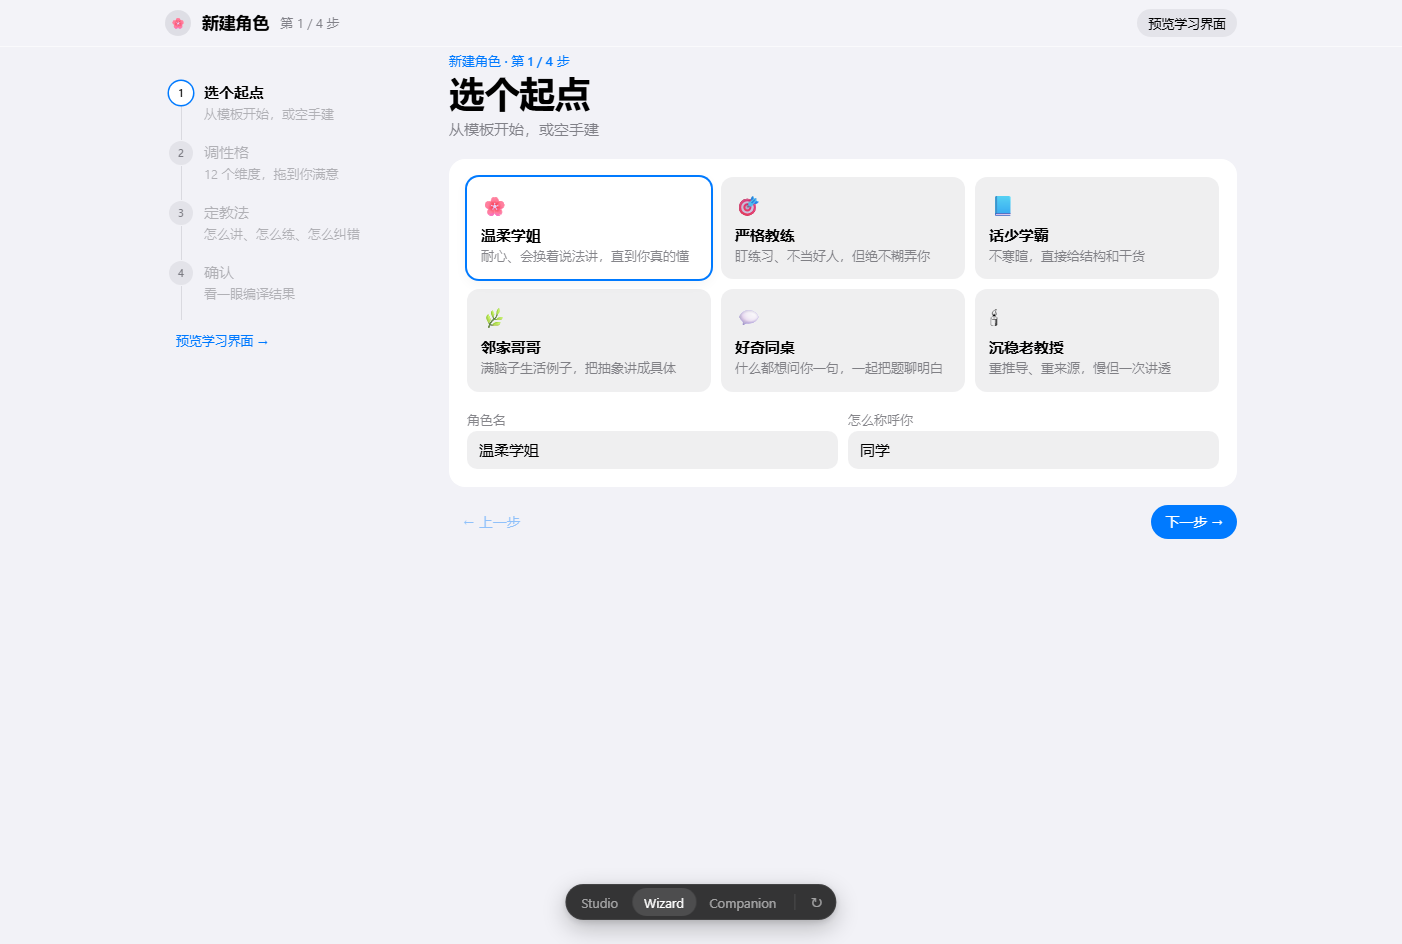 新建角色 第 1 / 4 步
预览学习界面
1 选个起点
从模板开始，或空手建
2 调性格
12 个维度，拖到你满意
3 定教法
怎么讲、怎么练、怎么纠错
4 确认
看一眼编译结果
预览学习界面 →
新建角色 · 第 1 / 4 步
选个起点
从模板开始，或空手建
温柔学姐
耐心、会换着说法讲，直到你真的懂
严格教练
盯练习、不当好人，但绝不糊弄你
话少学霸
不寒暄，直接给结构和干货
邻家哥哥
满脑子生活例子，把抽象讲成具体
好奇同桌
什么都想问你一句，一起把题聊明白
沉稳老教授
重推导、重来源，慢但一次讲透
角色名
温柔学姐
怎么称呼你
同学
← 上一步
下一步 →
Studio Wizard Companion ↻